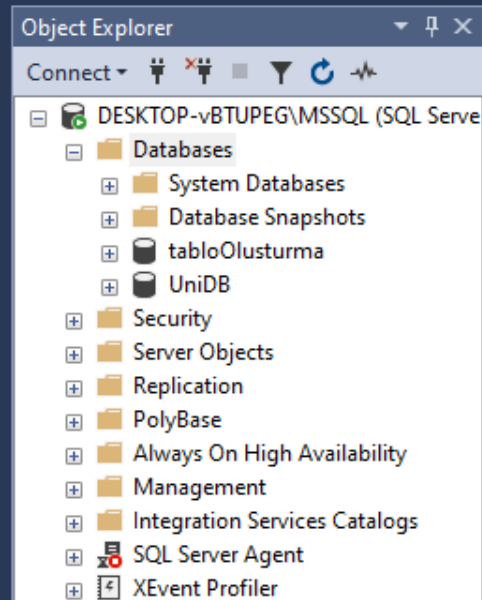 Object Explorer
Connect
DESKTOP-vBTUPEG\MSSQL (SQL Serve
Databases
System Databases
Database Snapshots
tabloOlusturma
UniDB
Security
Server Objects
Replication
PolyBase
Always On High Availability
Management
Integration Services Catalogs
SQL Server Agent
XEvent Profiler